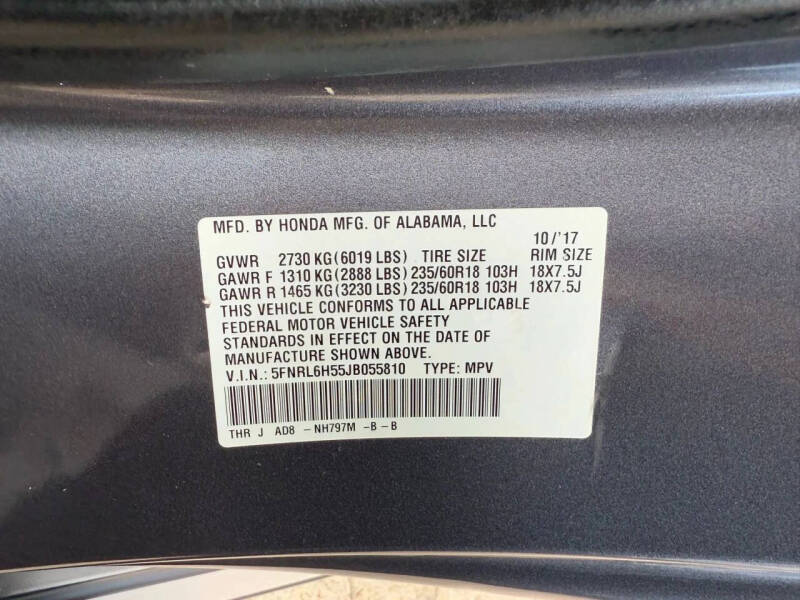 MFD. BY HONDA MFG. OF ALABAMA, LLC
10/'17
GVWR 2730 KG(6019 LBS) TIRE SIZE RIM SIZE
GAWR F 1310 KG(2888 LBS) 235/60R18 103H 18X7.5J
GAWR R 1465 KG(3230 LBS) 235/60R18 103H 18X7.5J
THIS VEHICLE CONFORMS TO ALL APPLICABLE
FEDERAL MOTOR VEHICLE SAFETY
STANDARDS IN EFFECT ON THE DATE OF
MANUFACTURE SHOWN ABOVE.
V.I.N.: 5FNRL6H55JB055810 TYPE: MPV
THR J AD8 - NH797M - B - B